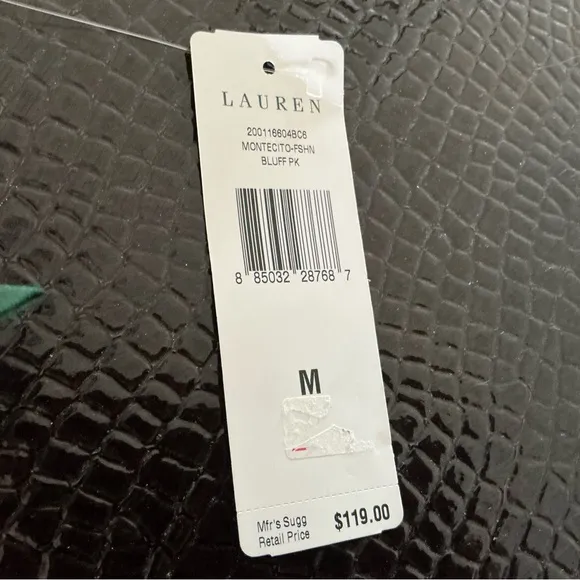 LAUREN
200116604BC6
MONTECITO-FSHN
BLUFF PK
8 85032 28768 7
M
Mfr's Sugg
Retail Price $119.00